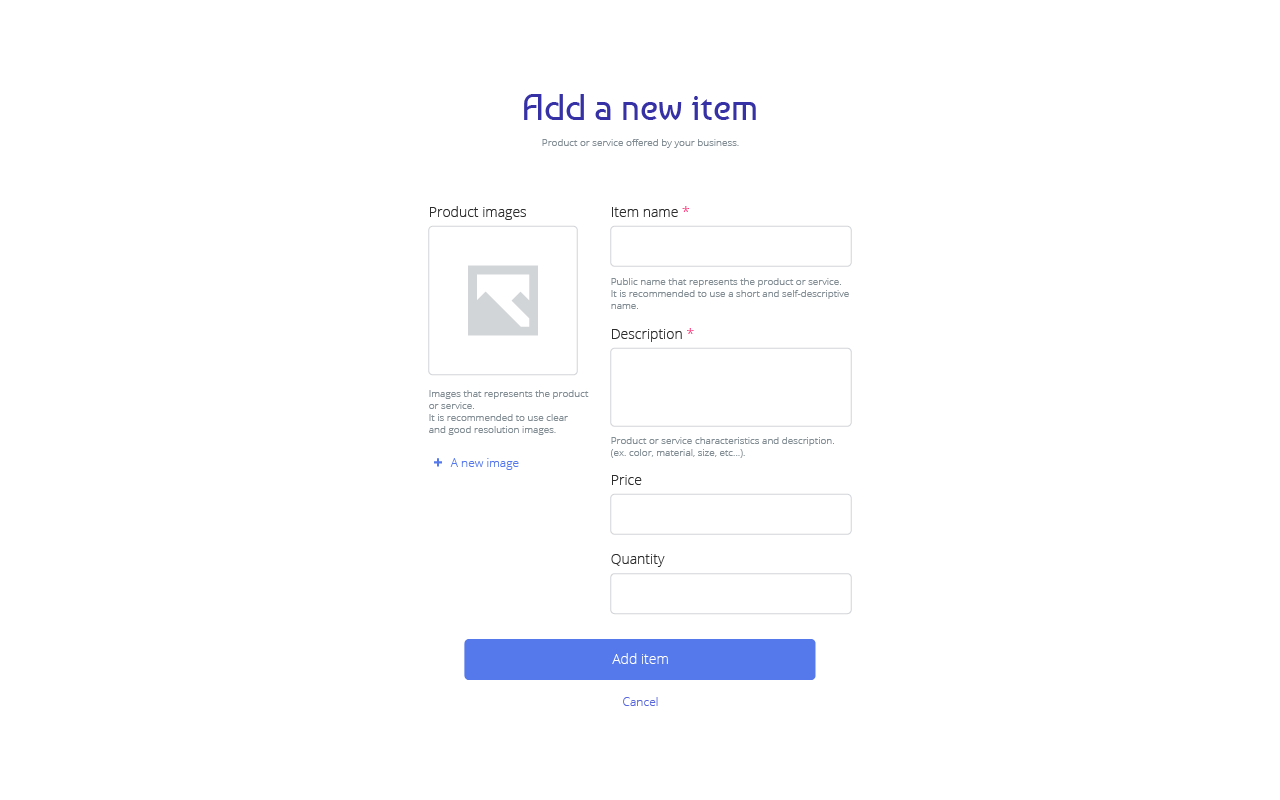 Add a new item
Product or service offered by your business.
Product images
Images that represents the product
or service.
It is recommended to use clear
and good resolution images.
+ A new image
Item name *
Public name that represents the product or service.
It is recommended to use a short and self-descriptive
name.
Description *
Product or service characteristics and description.
(ex. color, material, size, etc...).
Price
Quantity
Add item
Cancel